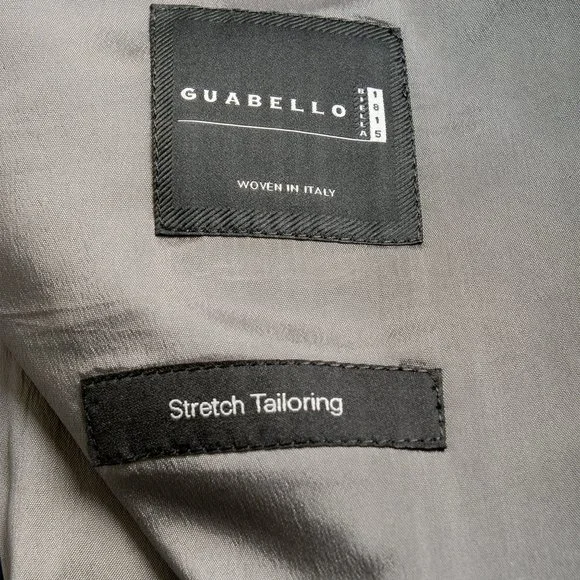 GUABELLO
BIELLA
1815
WOVEN IN ITALY
Stretch Tailoring